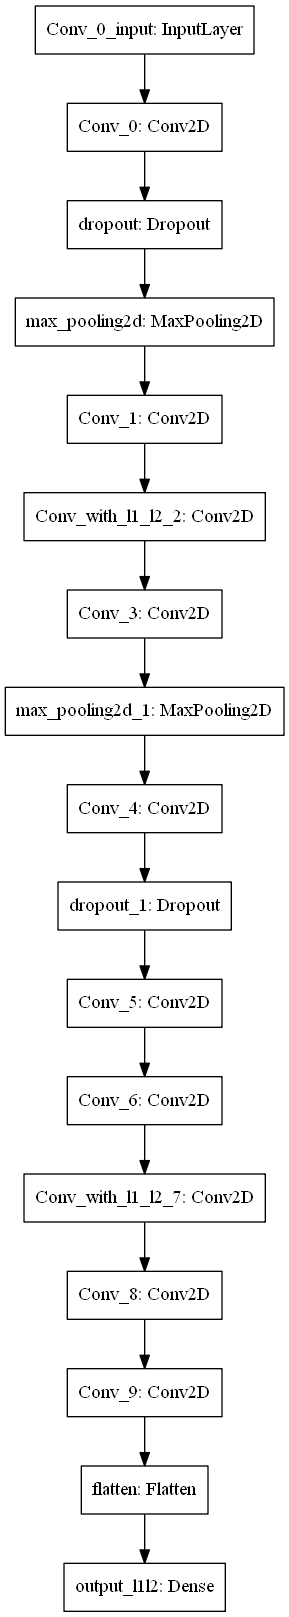 Conv_0_input: InputLayer
Conv_0: Conv2D
dropout: Dropout
max_pooling2d: MaxPooling2D
Conv_1: Conv2D
Conv_with_l1_l2_2: Conv2D
Conv_3: Conv2D
max_pooling2d_1: MaxPooling2D
Conv_4: Conv2D
dropout_1: Dropout
Conv_5: Conv2D
Conv_6: Conv2D
Conv_with_l1_l2_7: Conv2D
Conv_8: Conv2D
Conv_9: Conv2D
flatten: Flatten
output_l1l2: Dense